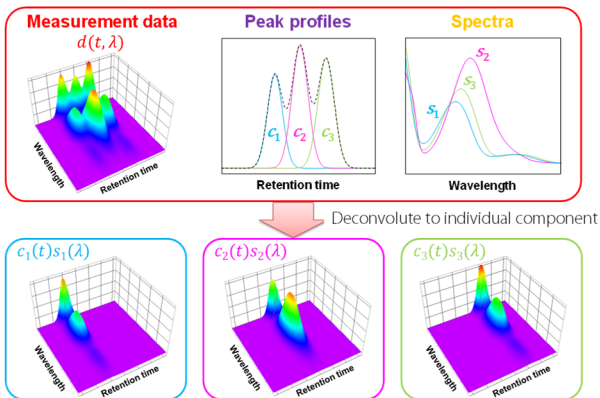 Measurement data
d(t, λ)
Wavelength
Retention time
Peak profiles
c₁
c₂
c₃
Retention time
Spectra
s₂
s₃
s₁
Wavelength
Deconvolute to individual component
c₁(t)s₁(λ)
Wavelength
Retention time
c₂(t)s₂(λ)
Wavelength
Retention time
c₃(t)s₃(λ)
Wavelength
Retention time